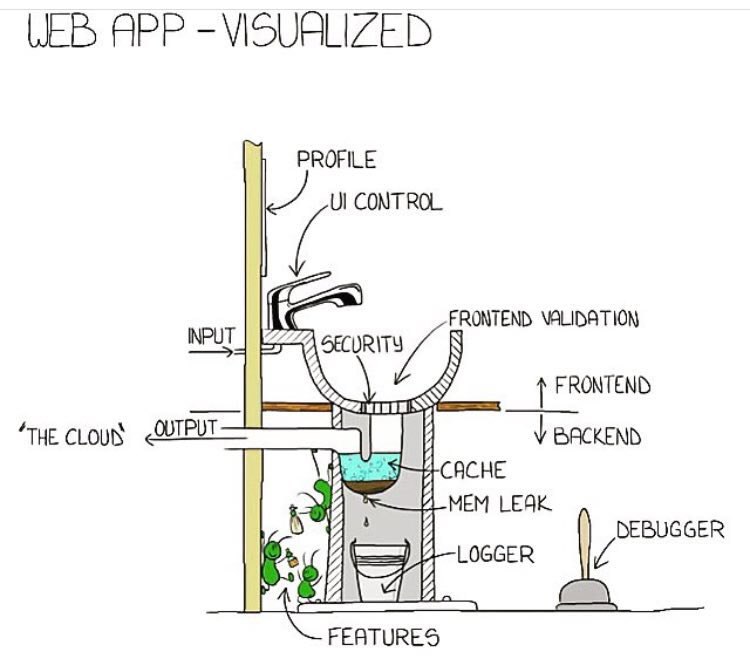 WEB APP - VISUALIZED
PROFILE
UI CONTROL
FRONTEND VALIDATION
INPUT
SECURITY
FRONTEND
"THE CLOUD"
OUTPUT
BACKEND
CACHE
MEM LEAK
DEBUGGER
LOGGER
FEATURES